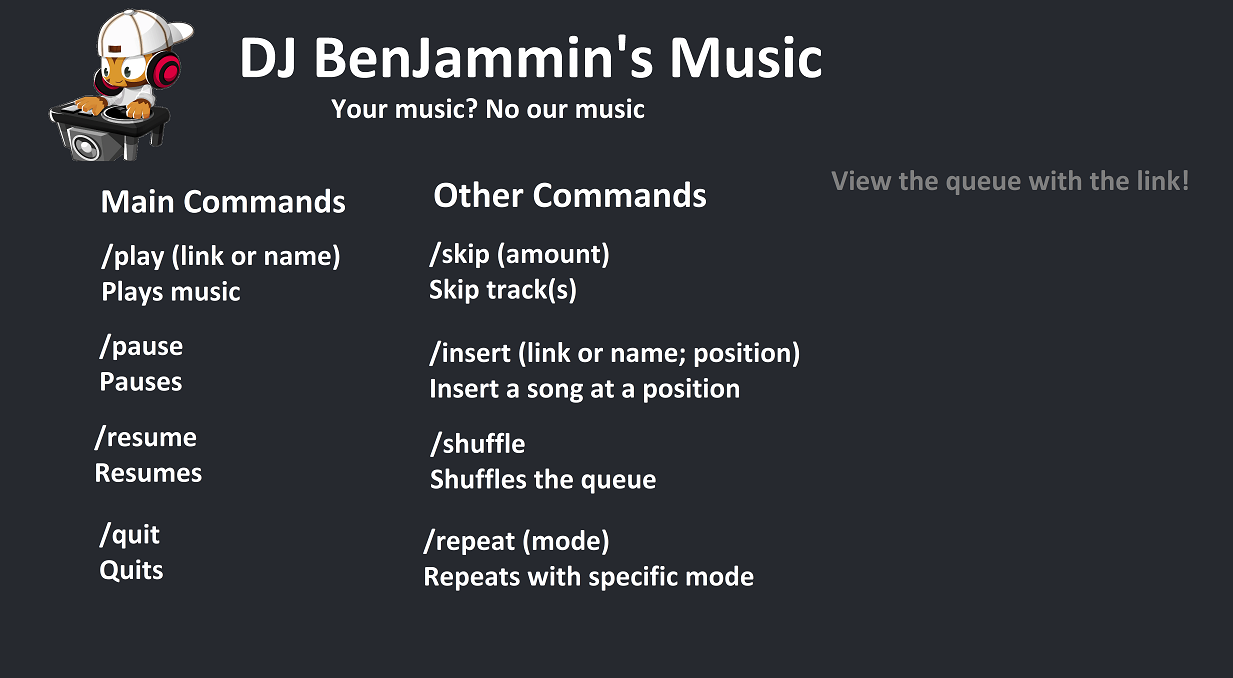 DJ BenJammin's Music
Your music? No our music
View the queue with the link!
Main Commands
/play (link or name)
Plays music
/pause
Pauses
/resume
Resumes
/quit
Quits
Other Commands
/skip (amount)
Skip track(s)
/insert (link or name; position)
Insert a song at a position
/shuffle
Shuffles the queue
/repeat (mode)
Repeats with specific mode